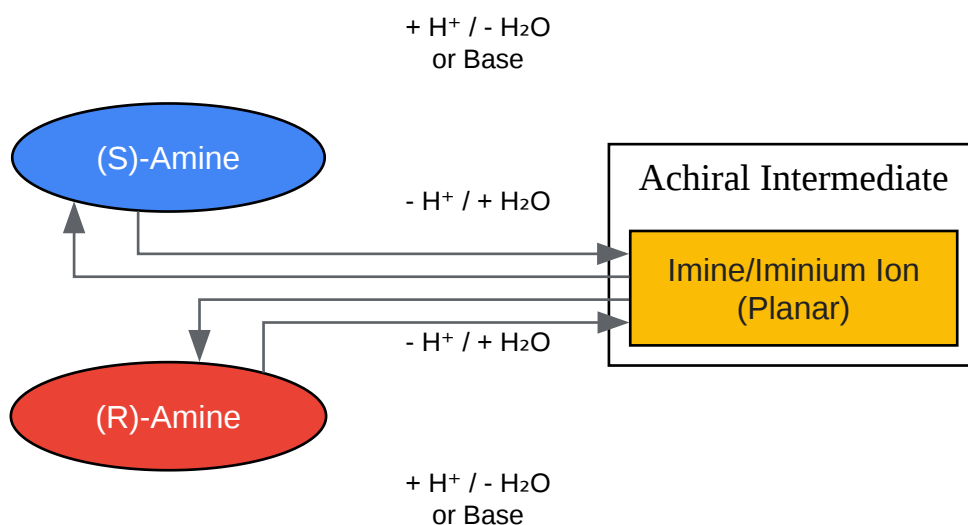 + H⁺ / - H₂O
or Base
(S)-Amine
Achiral Intermediate
- H⁺ / + H₂O
Imine/Iminium Ion
(Planar)
- H⁺ / + H₂O
(R)-Amine
+ H⁺ / - H₂O
or Base